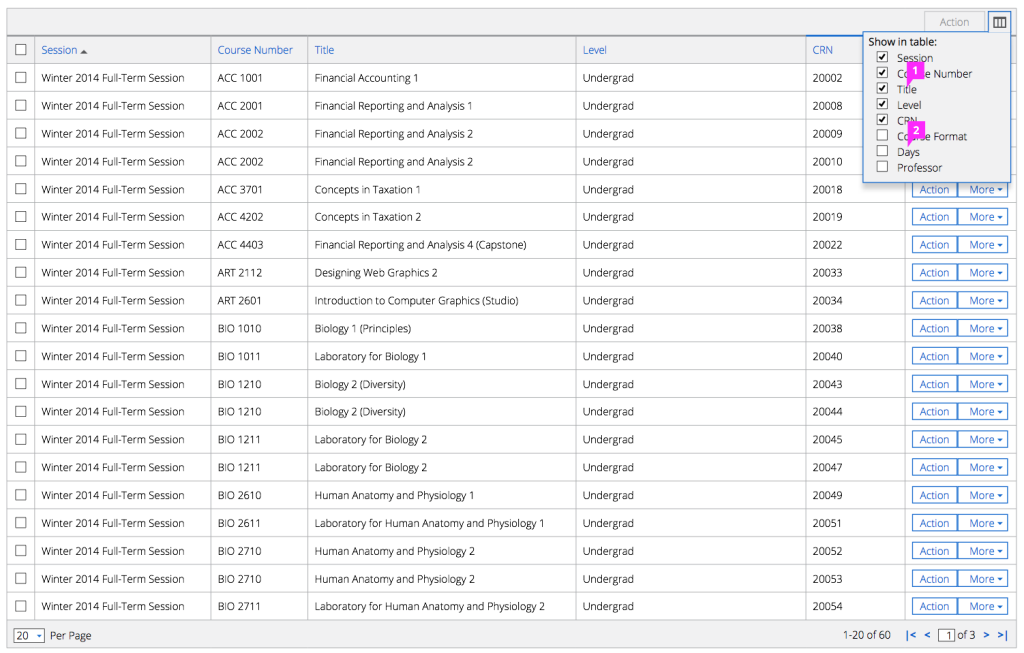 Action
Session Course Number Title Level CRN
Show in table:
Session
1
Course Number
Title
Level
CRN
2
Course Format
Days
Professor
Winter 2014 Full-Term Session ACC 1001 Financial Accounting 1 Undergrad 20002
Winter 2014 Full-Term Session ACC 2001 Financial Reporting and Analysis 1 Undergrad 20008
Winter 2014 Full-Term Session ACC 2002 Financial Reporting and Analysis 2 Undergrad 20009
Winter 2014 Full-Term Session ACC 2002 Financial Reporting and Analysis 2 Undergrad 20010
Winter 2014 Full-Term Session ACC 3701 Concepts in Taxation 1 Undergrad 20018 Action More
Winter 2014 Full-Term Session ACC 4202 Concepts in Taxation 2 Undergrad 20019 Action More
Winter 2014 Full-Term Session ACC 4403 Financial Reporting and Analysis 4 (Capstone) Undergrad 20022 Action More
Winter 2014 Full-Term Session ART 2112 Designing Web Graphics 2 Undergrad 20033 Action More
Winter 2014 Full-Term Session ART 2601 Introduction to Computer Graphics (Studio) Undergrad 20034 Action More
Winter 2014 Full-Term Session BIO 1010 Biology 1 (Principles) Undergrad 20038 Action More
Winter 2014 Full-Term Session BIO 1011 Laboratory for Biology 1 Undergrad 20040 Action More
Winter 2014 Full-Term Session BIO 1210 Biology 2 (Diversity) Undergrad 20043 Action More
Winter 2014 Full-Term Session BIO 1210 Biology 2 (Diversity) Undergrad 20044 Action More
Winter 2014 Full-Term Session BIO 1211 Laboratory for Biology 2 Undergrad 20045 Action More
Winter 2014 Full-Term Session BIO 1211 Laboratory for Biology 2 Undergrad 20047 Action More
Winter 2014 Full-Term Session BIO 2610 Human Anatomy and Physiology 1 Undergrad 20049 Action More
Winter 2014 Full-Term Session BIO 2611 Laboratory for Human Anatomy and Physiology 1 Undergrad 20051 Action More
Winter 2014 Full-Term Session BIO 2710 Human Anatomy and Physiology 2 Undergrad 20052 Action More
Winter 2014 Full-Term Session BIO 2710 Human Anatomy and Physiology 2 Undergrad 20053 Action More
Winter 2014 Full-Term Session BIO 2711 Laboratory for Human Anatomy and Physiology 2 Undergrad 20054 Action More
20 Per Page 1-20 of 60 |< < 1 of 3 > >|